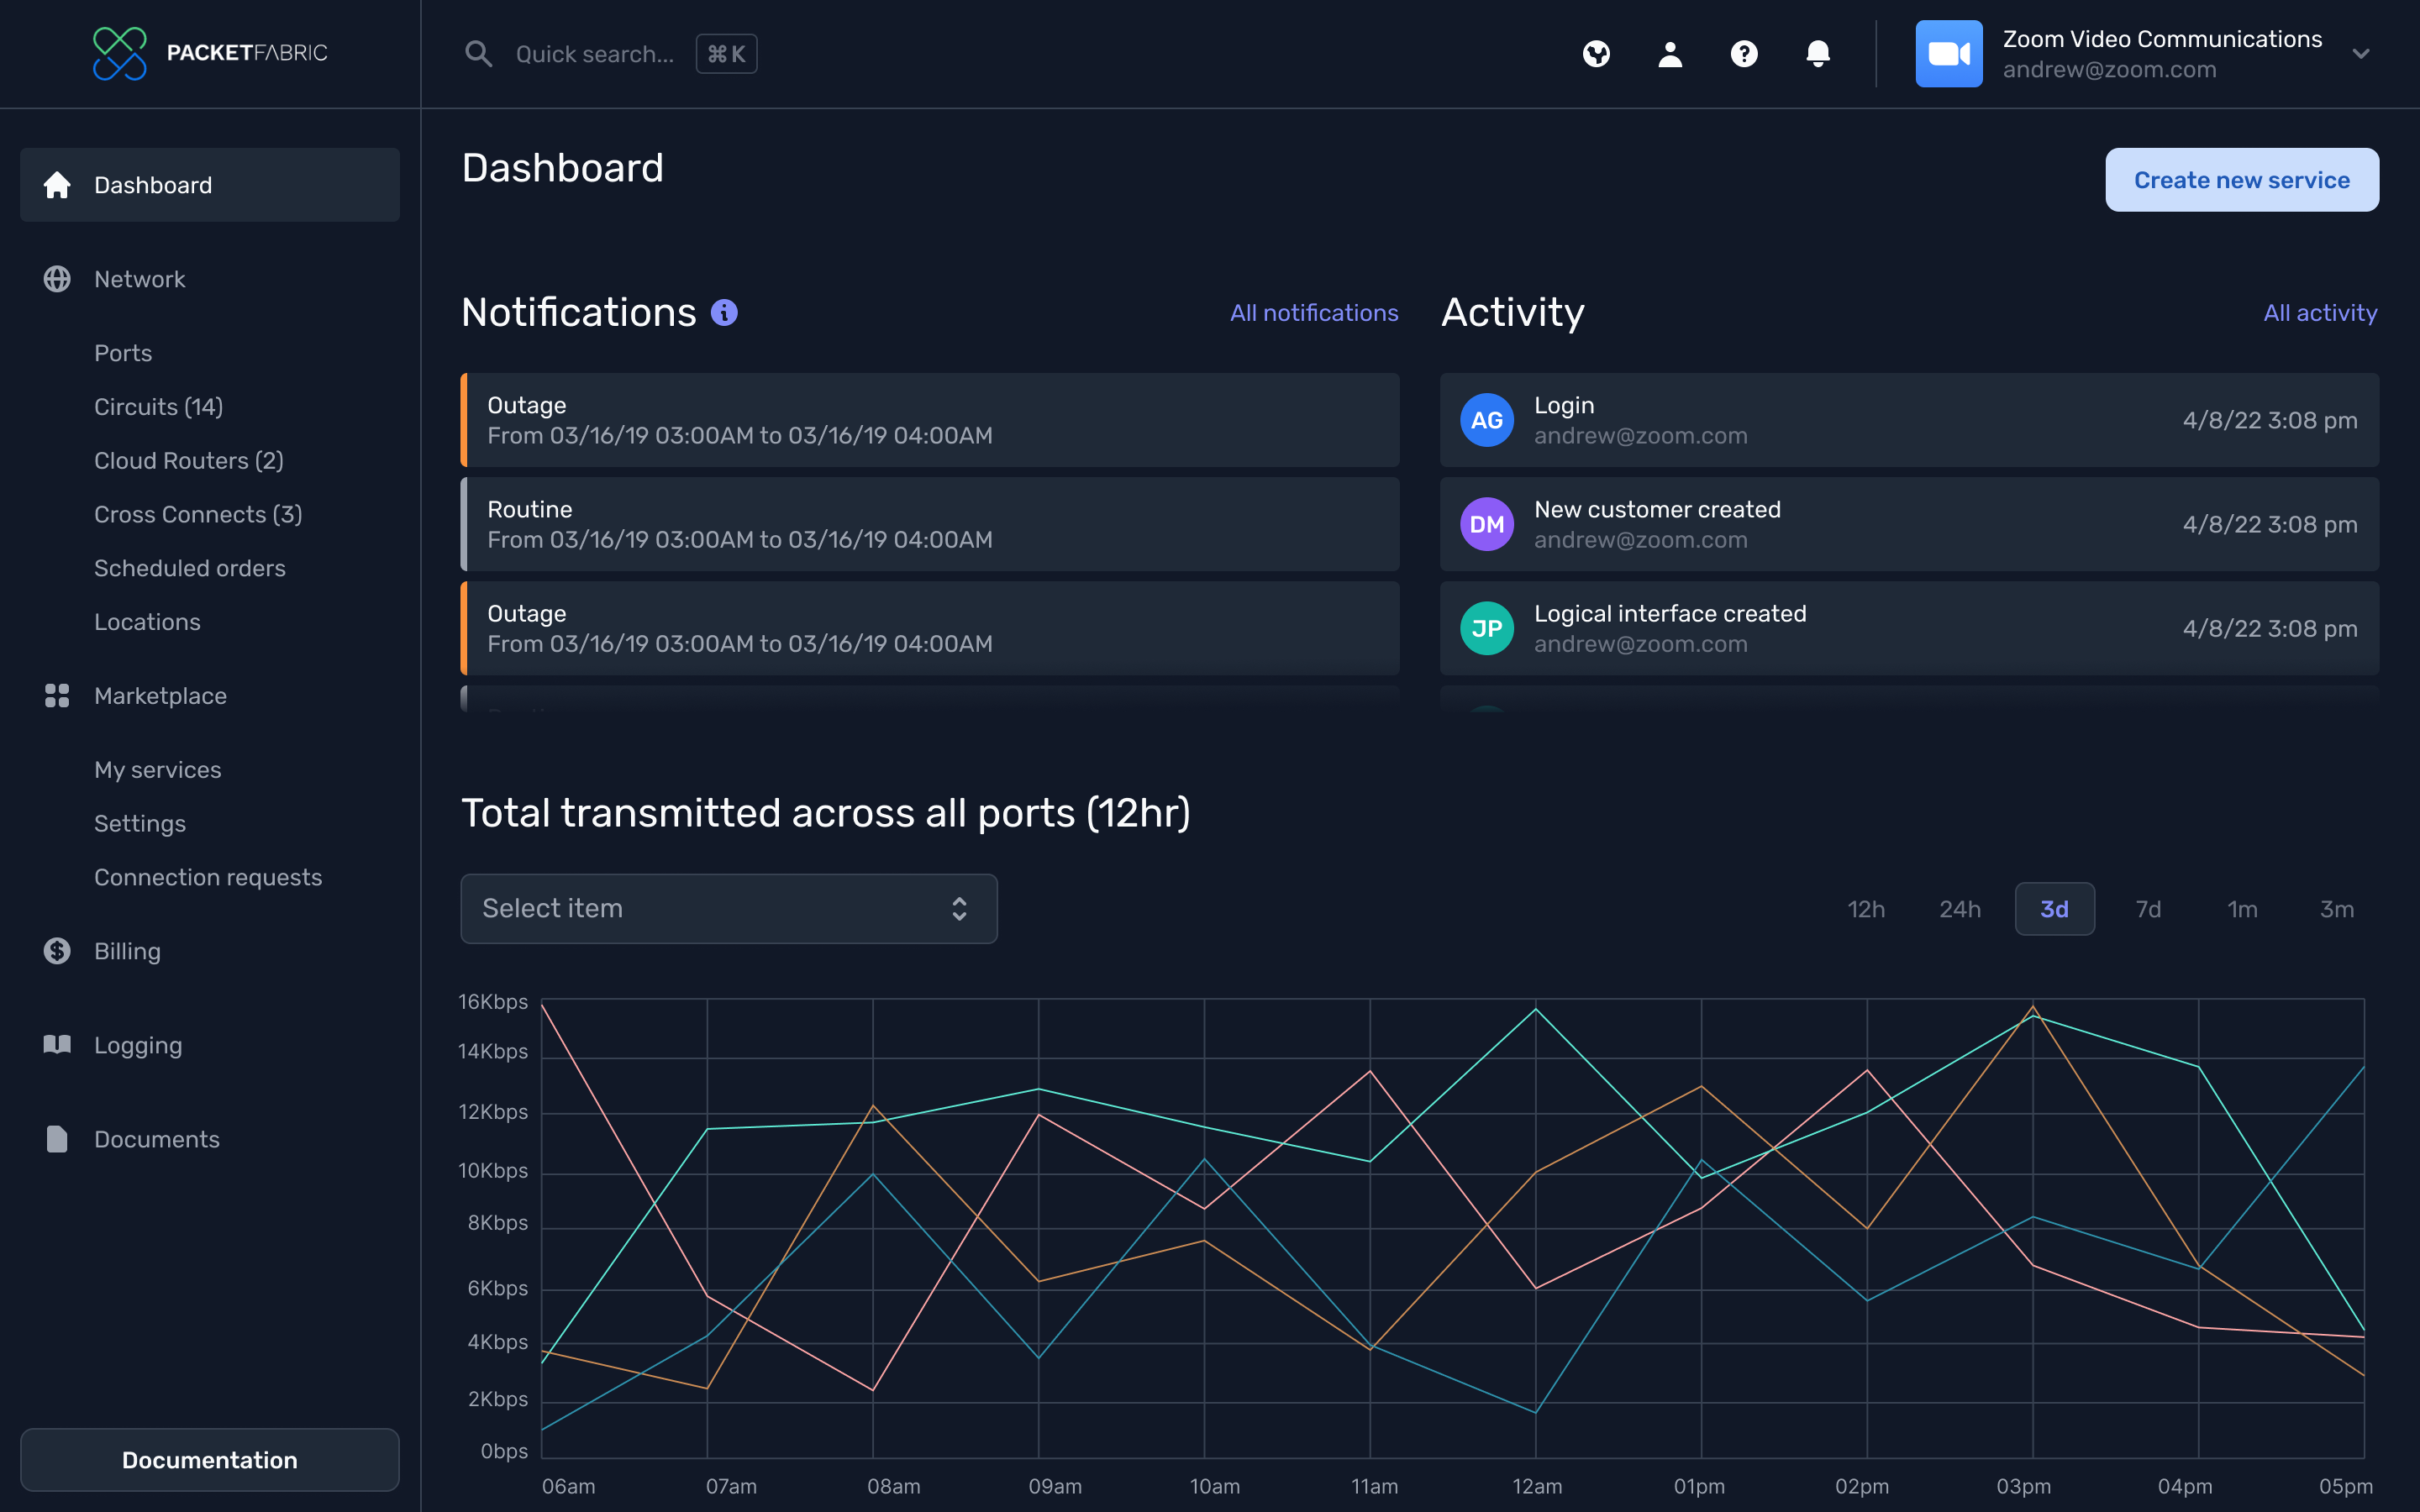 PACKETFABRIC
Quick search...
⌘ K
Zoom Video Communications
andrew@zoom.com
Dashboard
Network
Ports
Circuits (14)
Cloud Routers (2)
Cross Connects (3)
Scheduled orders
Locations
Marketplace
My services
Settings
Connection requests
Billing
Logging
Documents
Documentation
Dashboard
Create new service
Notifications
All notifications
Outage
From 03/16/19 03:00AM to 03/16/19 04:00AM
Routine
From 03/16/19 03:00AM to 03/16/19 04:00AM
Outage
From 03/16/19 03:00AM to 03/16/19 04:00AM
Activity
All activity
AG
Login
andrew@zoom.com
4/8/22 3:08 pm
DM
New customer created
andrew@zoom.com
4/8/22 3:08 pm
JP
Logical interface created
andrew@zoom.com
4/8/22 3:08 pm
Total transmitted across all ports (12hr)
Select item
12h 24h 3d 7d 1m 3m
16Kbps
14Kbps
12Kbps
10Kbps
8Kbps
6Kbps
4Kbps
2Kbps
0bps
06am 07am 08am 09am 10am 11am 12am 01pm 02pm 03pm 04pm 05pm